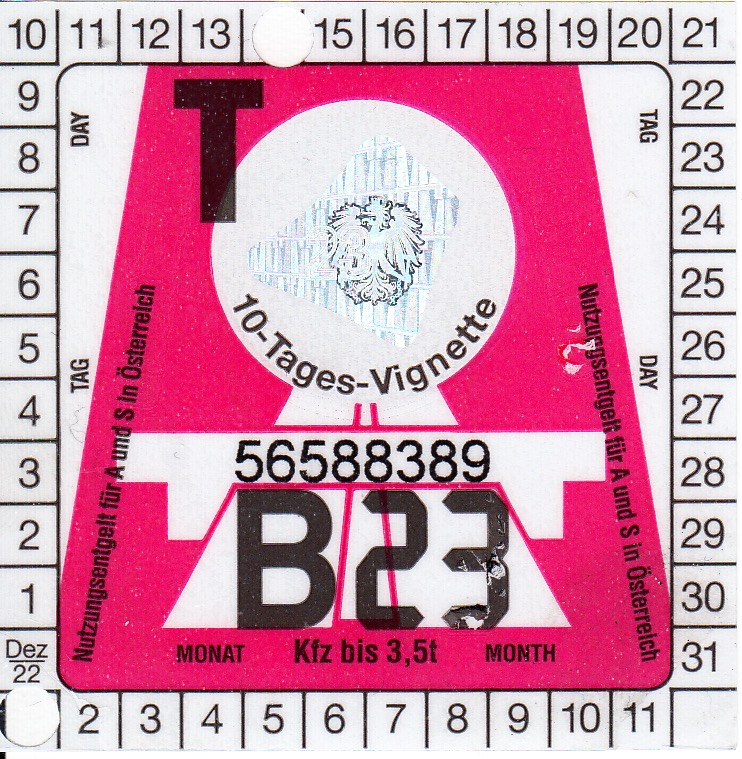 10 11 12 13 15 16 17 18 19 20 21
9 22
8 23
7 24
6 25
5 26
4 27
3 28
2 29
1 30
Dez 22 31
2 3 4 5 6 7 8 9 10 11
DAY
TAG
T
10-Tages-Vignette
TAG
DAY
Nutzungsentgelt für A und S in Österreich
Nutzungsentgelt für A und S in Österreich
56588389
B23
MONAT Kfz bis 3,5t MONTH